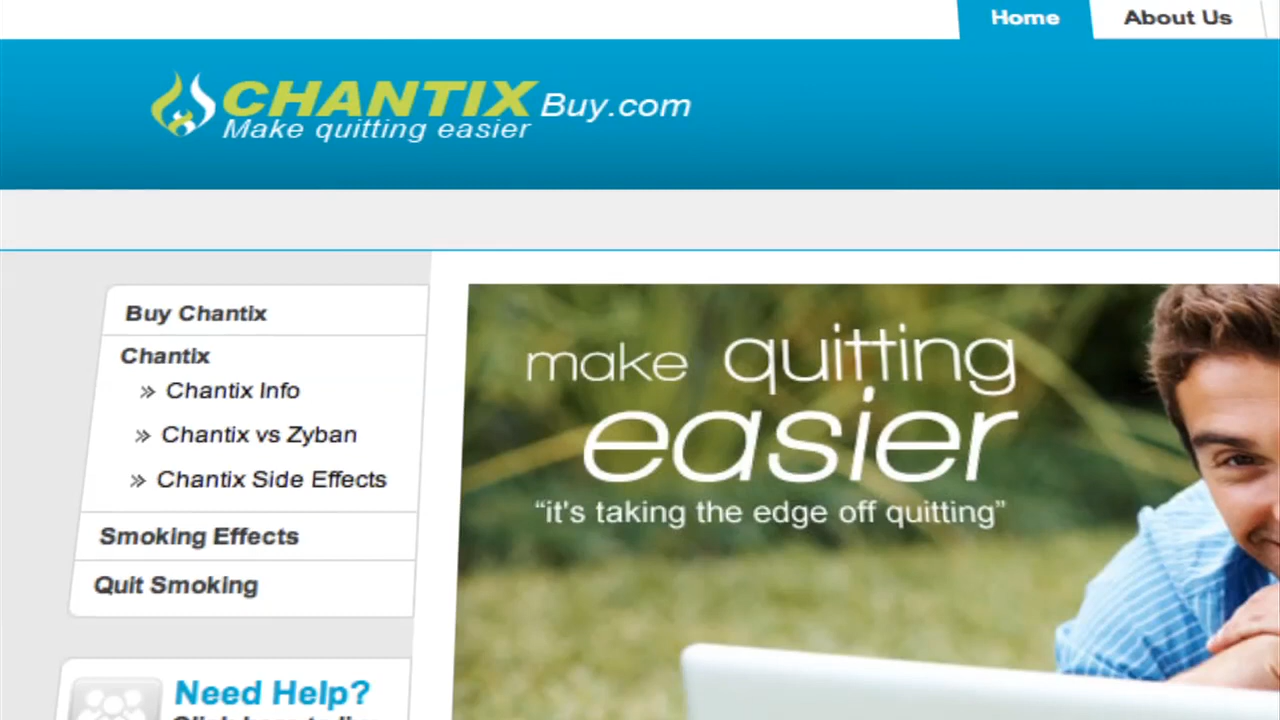 Home
About Us
CHANTIX Buy.com
Make quitting easier
Buy Chantix
Chantix
» Chantix Info
» Chantix vs Zyban
» Chantix Side Effects
Smoking Effects
Quit Smoking
make quitting
easier
“it's taking the edge off quitting”
Need Help?